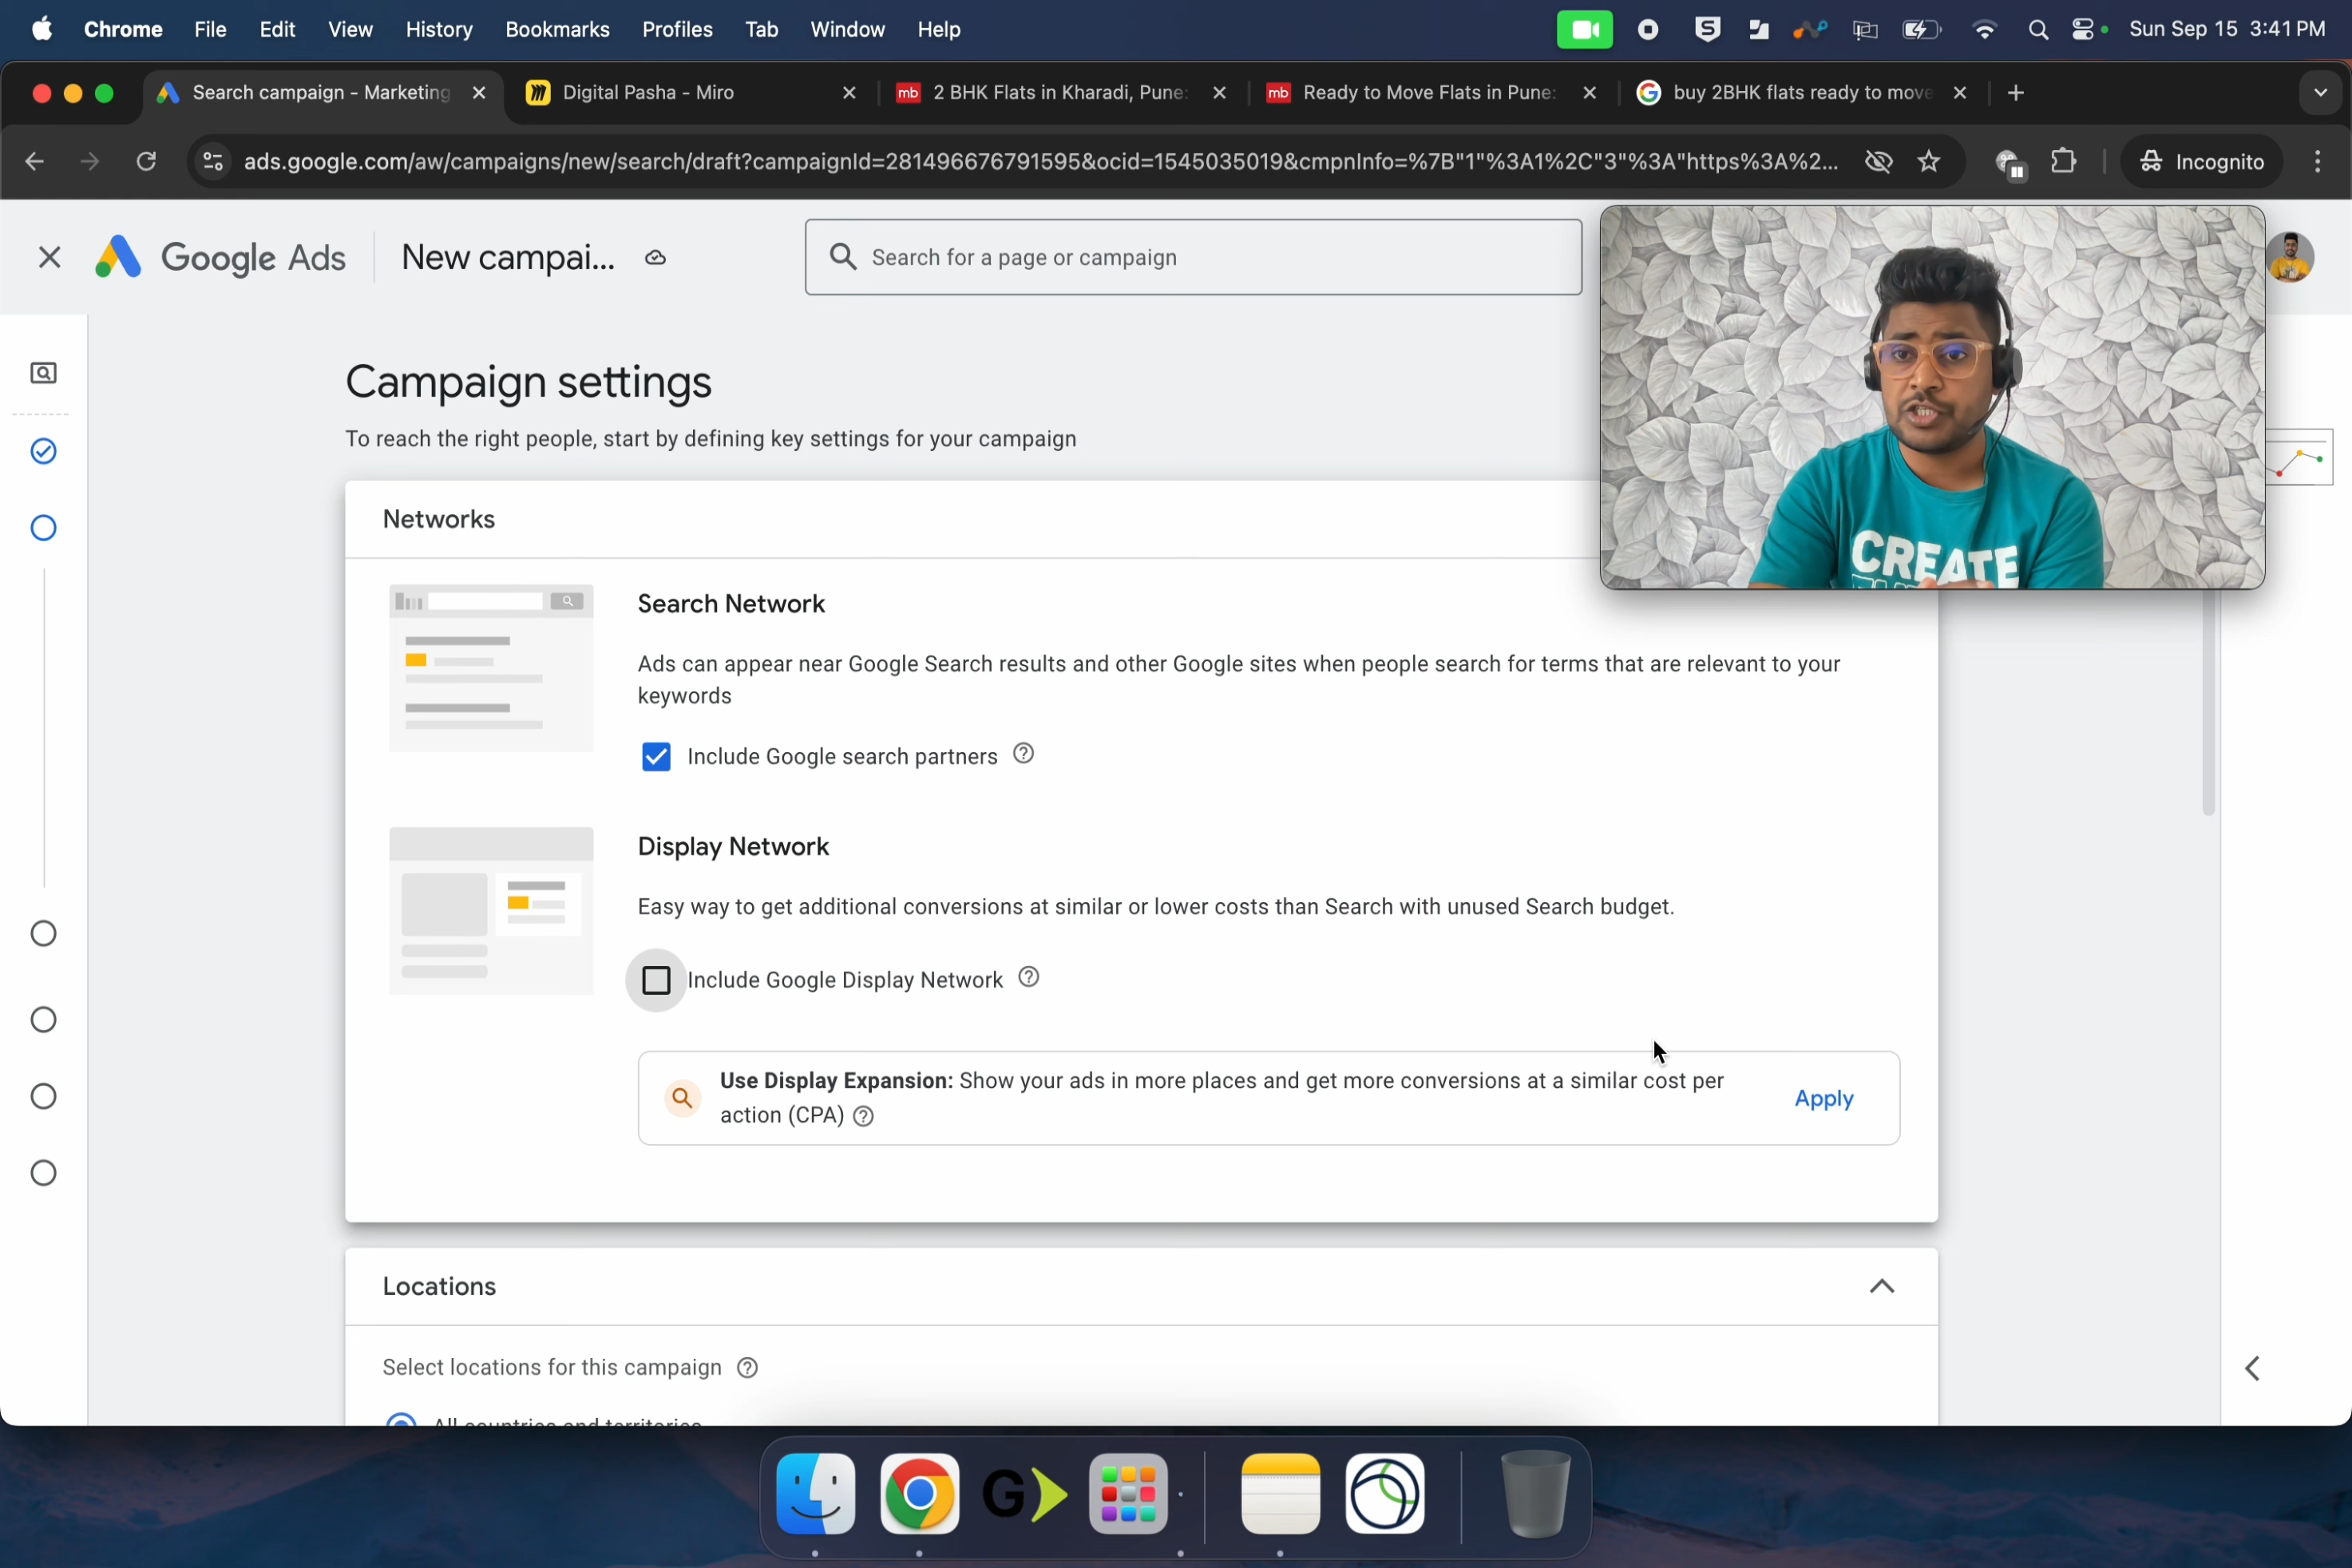 Chrome File Edit View History Bookmarks Profiles Tab Window Help Sun Sep 15 3:41 PM
Search campaign - Marketing Digital Pasha - Miro mb 2 BHK Flats in Kharadi, Pune: mb Ready to Move Flats in Pune: buy 2BHK flats ready to move
ads.google.com/aw/campaigns/new/search/draft?campaignId=281496676791595&ocid=1545035019&cmpnInfo=%7B"1"%3A1%2C"3"%3A"https%3A%2... Incognito
Google Ads New campai... Search for a page or campaign
Campaign settings
To reach the right people, start by defining key settings for your campaign
CREATE
Networks
Search Network
Ads can appear near Google Search results and other Google sites when people search for terms that are relevant to your
keywords
Include Google search partners
Display Network
Easy way to get additional conversions at similar or lower costs than Search with unused Search budget.
Include Google Display Network
Use Display Expansion: Show your ads in more places and get more conversions at a similar cost per
action (CPA)
Apply
Locations
Select locations for this campaign
All countries and territories